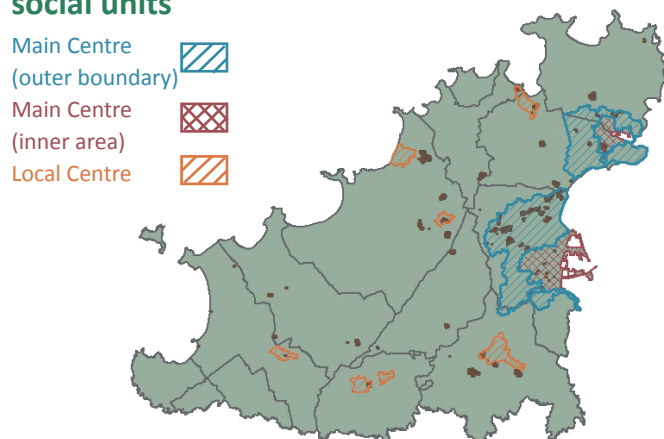 social units
Main Centre
(outer boundary)
Main Centre
(inner area)
Local Centre